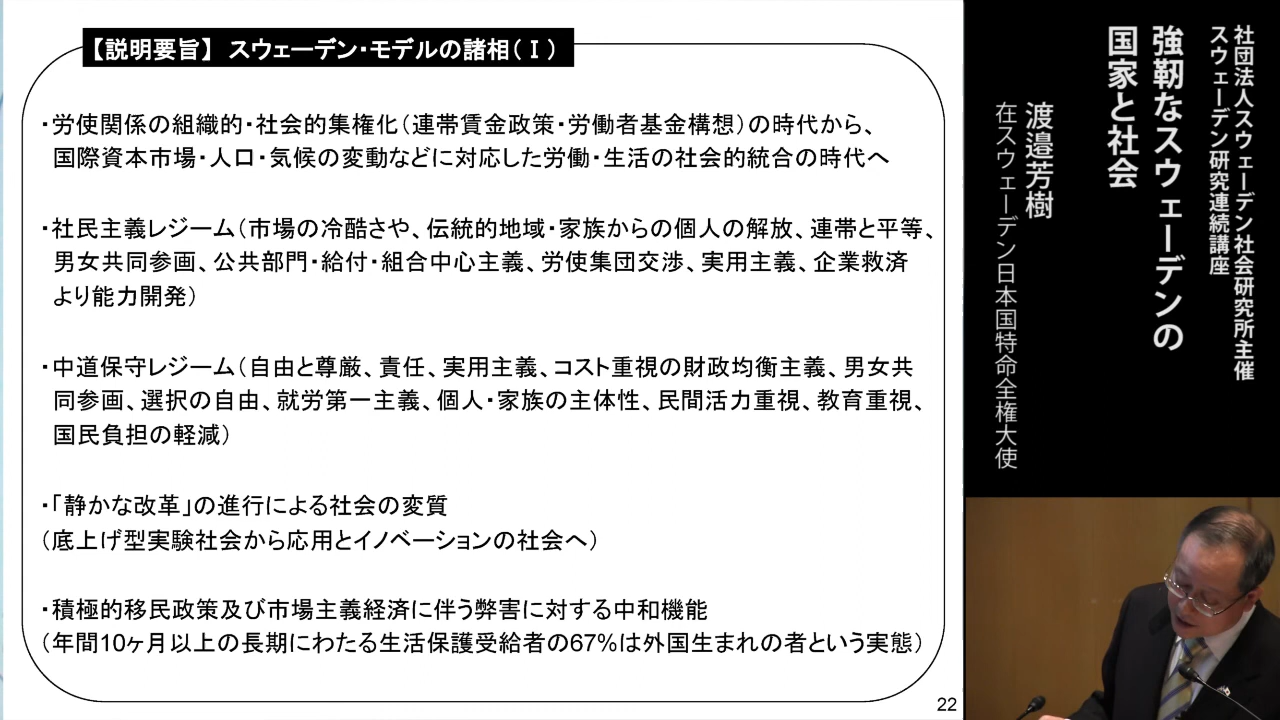 【説明要旨】 スウェーデン・モデルの諸相（Ⅰ）
・労使関係の組織的・社会的集権化（連帯賃金政策・労働者基金構想）の時代から、
国際資本市場・人口・気候の変動などに対応した労働・生活の社会的統合の時代へ
・社民主義レジーム（市場の冷酷さや、伝統的地域・家族からの個人の解放、連帯と平等、
男女共同参画、公共部門・給付・組合中心主義、労使集団交渉、実用主義、企業救済
より能力開発）
・中道保守レジーム（自由と尊厳、責任、実用主義、コスト重視の財政均衡主義、男女共
同参画、選択の自由、就労第一主義、個人・家族の主体性、民間活力重視、教育重視、
国民負担の軽減）
・「静かな改革」の進行による社会の変質
（底上げ型実験社会から応用とイノベーションの社会へ）
・積極的移民政策及び市場主義経済に伴う弊害に対する中和機能
（年間10ヶ月以上の長期にわたる生活保護受給者の67%は外国生まれの者という実態）
22
社団法人スウェーデン社会研究所主催
スウェーデン研究連続講座
強靭なスウェーデンの
国家と社会
渡邉芳樹
在スウェーデン日本国特命全権大使